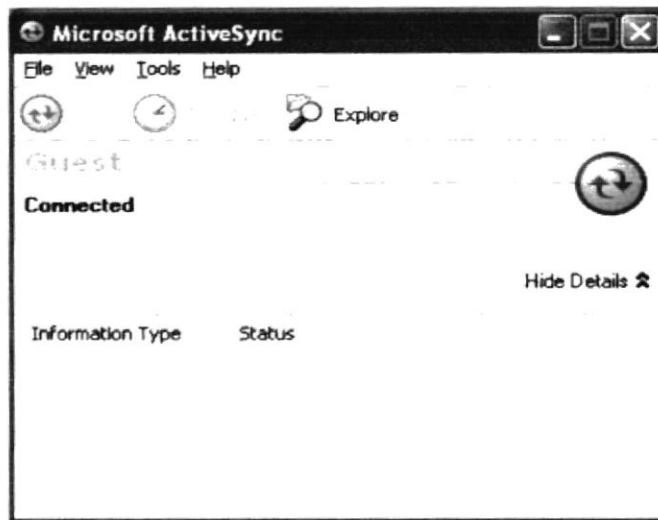 Microsoft ActiveSync
File View Tools Help
Explore
Guest
Connected
Hide Details
Information Type Status